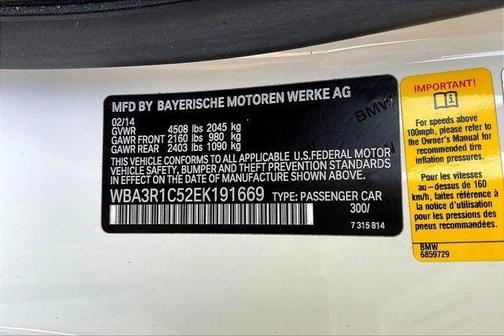 MFD BY BAYERISCHE MOTOREN WERKE AG
02/14
GVWR 4508 lbs 2045 kg
GAWR FRONT 2160 lbs 980 kg
GAWR REAR 2403 lbs 1090 kg
BMW
THIS VEHICLE CONFORMS TO ALL APPLICABLE U.S.FEDERAL MOTOR
VEHICLE SAFETY, BUMPER, AND THEFT PREVENTION STANDARDS
IN EFFECT ON THE DATE OF MANUFACTURE SHOWN ABOVE.
WBA3R1C52EK191669 TYPE: PASSENGER CAR
300/
7 315 814
IMPORTANT!
For speeds above
100mph, please refer to
the Owner's Manual for
recommended tire
inflation pressures.
Pour les vitesses
au - dessus de 160
km/h, faites référence à
la notice d'utilisation
pour les pressions des
pneus recommandées.
BMW
6859729